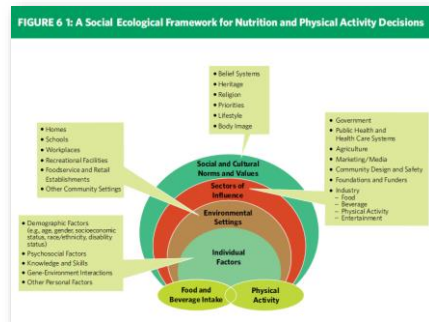 FIGURE 6 1: A Social Ecological Framework for Nutrition and Physical Activity Decisions
• Belief Systems
• Heritage
• Religion
• Priorities
• Lifestyle
• Body Image
• Homes
• Schools
• Workplaces
• Recreational Facilities
• Foodservice and Retail
Establishments
• Other Community Settings
• Government
• Public Health and
Health Care Systems
• Agriculture
• Marketing/Media
• Community Design and Safety
• Foundations and Funders
• Industry
– Food
– Beverage
– Physical Activity
– Entertainment
• Demographic Factors
(e.g., age, gender, socioeconomic
status, race/ethnicity, disability
status)
• Psychosocial Factors
• Knowledge and Skills
• Gene-Environment Interactions
• Other Personal Factors
Social and Cultural
Norms and Values
Sectors of
Influence
Environmental
Settings
Individual
Factors
Food and
Beverage Intake
Physical
Activity